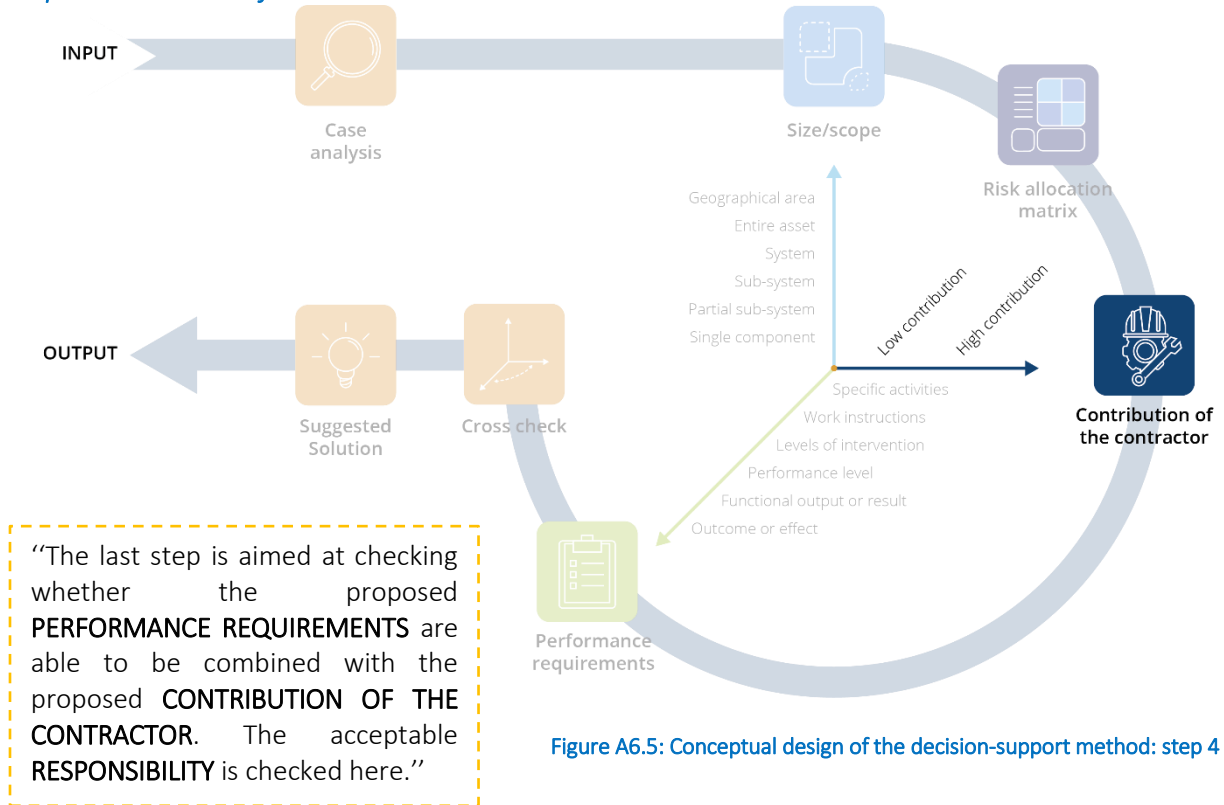 INPUT
Case
analysis
Size/scope
Risk allocation
matrix
Geographical area
Entire asset
System
Sub-system
Partial sub-system
Single component
Low contribution
High contribution
Contribution of
the contractor
OUTPUT
Suggested
Solution
Cross check
Specific activities
Work instructions
Levels of intervention
Performance level
Functional output or result
Outcome or effect
Performance
requirements
‘‘The last step is aimed at checking
whether the proposed
PERFORMANCE REQUIREMENTS are
able to be combined with the
proposed CONTRIBUTION OF THE
CONTRACTOR. The acceptable
RESPONSIBILITY is checked here.’’
Figure A6.5: Conceptual design of the decision-support method: step 4